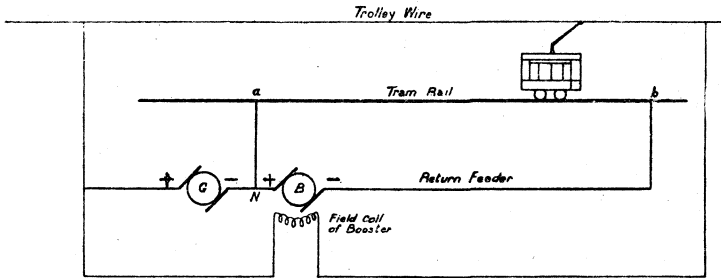 Trolley Wire
a
Tram Rail
b
+ G - N + B -
Return Feeder
Field Coil
of Booster